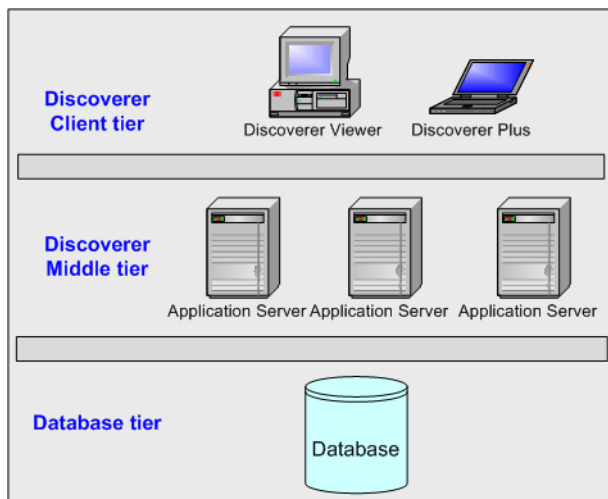 Discoverer
Client tier
Discoverer Viewer
Discoverer Plus
Discoverer
Middle tier
Application Server
Application Server
Application Server
Database tier
Database